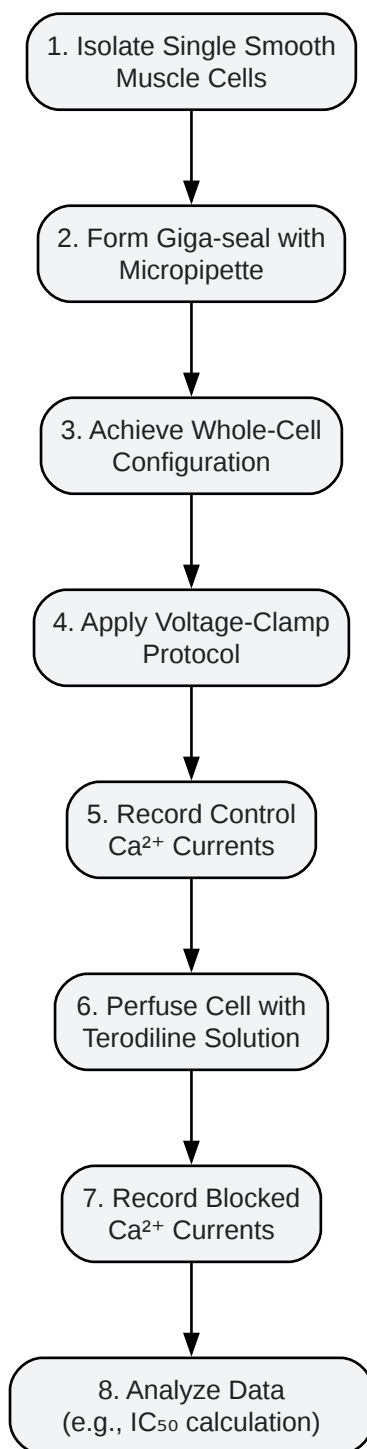 1. Isolate Single Smooth
Muscle Cells
2. Form Giga-seal with
Micropipette
3. Achieve Whole-Cell
Configuration
4. Apply Voltage-Clamp
Protocol
5. Record Control
Ca²⁺ Currents
6. Perfuse Cell with
Terodiline Solution
7. Record Blocked
Ca²⁺ Currents
8. Analyze Data
(e.g., IC₅₀ calculation)